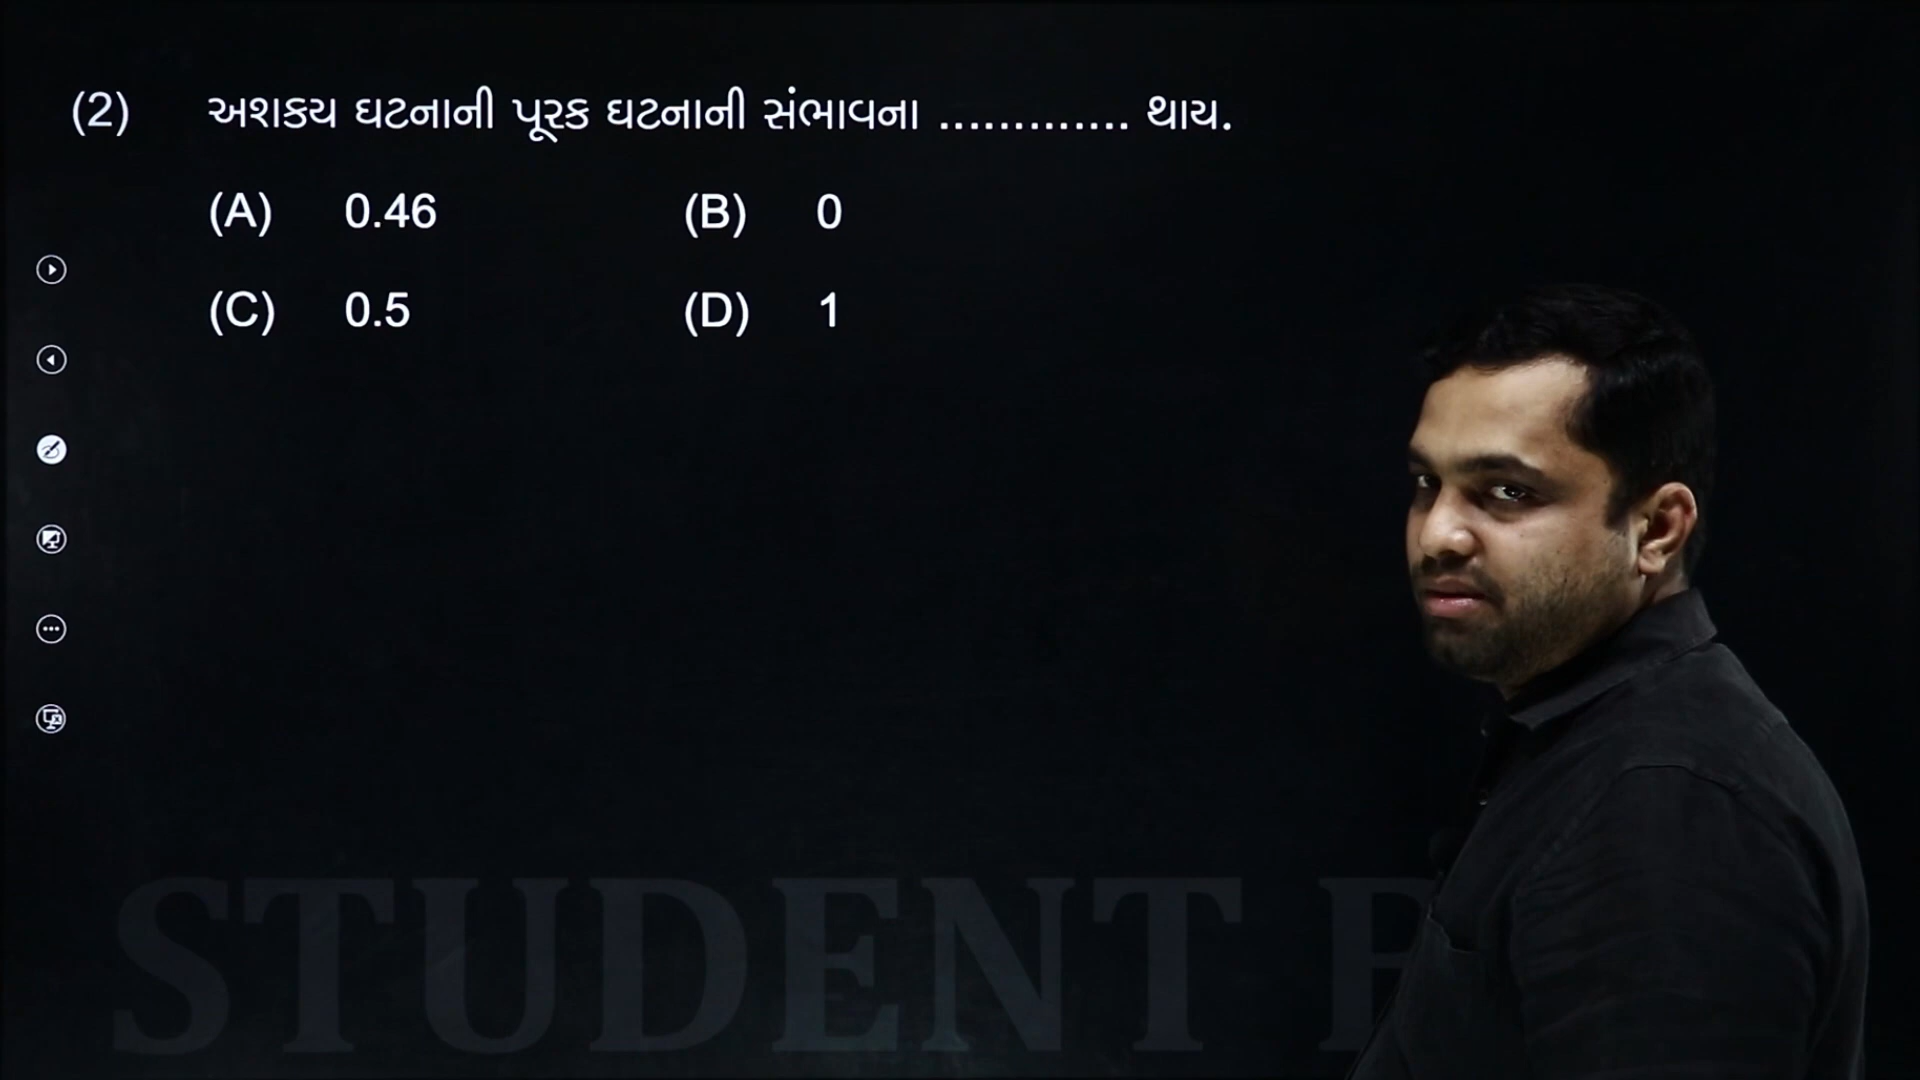 (2) અશક્ય ઘટનાની પૂરક ઘટનાની સંભાવના ............. થાય.
(A) 0.46 (B) 0
(C) 0.5 (D) 1
STUDENT